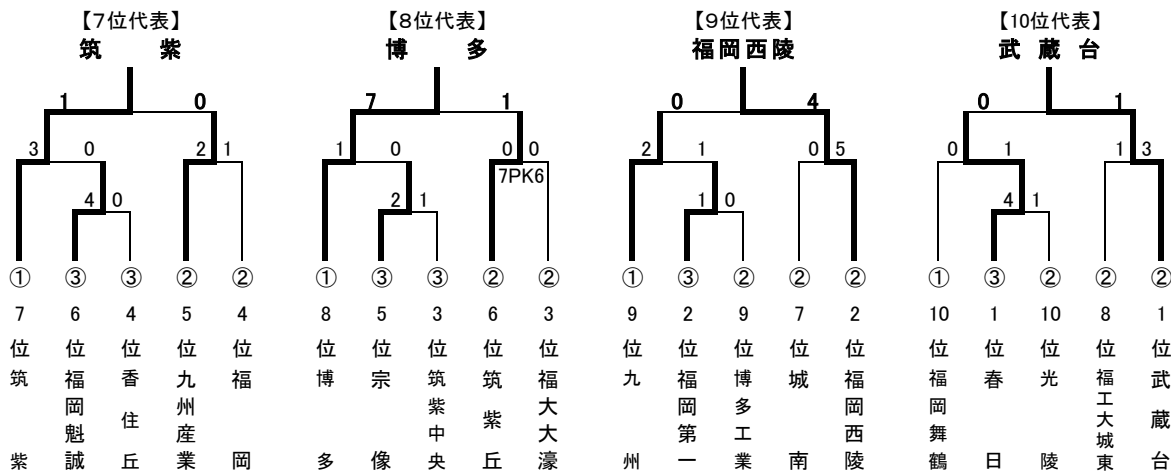 【7位代表】 【8位代表】 【9位代表】 【10位代表】
筑 紫 博 多 福岡西陵 武 蔵 台
1 0 7 1 0 4 0 1
3 0 2 1 1 0 0 0 2 1 0 5 0 1 1 3
7PK6
4 0 2 1 1 0 4 1
① ③ ③ ② ② ① ③ ③ ② ② ① ③ ② ② ② ① ③ ② ② ②
7 6 4 5 4 8 5 3 6 3 9 2 9 7 2 10 1 10 8 1
位 位 位 位 位 位 位 位 位 位 位 位 位 位 位 位 位 位 位 位
筑紫
福岡魁誠
香住丘
九州産業
福岡
博多
宗像
筑紫中央
筑紫丘
福大大濠
九州
福岡第一
博多工業
城南
福岡西陵
福岡舞鶴
春日
光陵
福工大城東
武蔵台